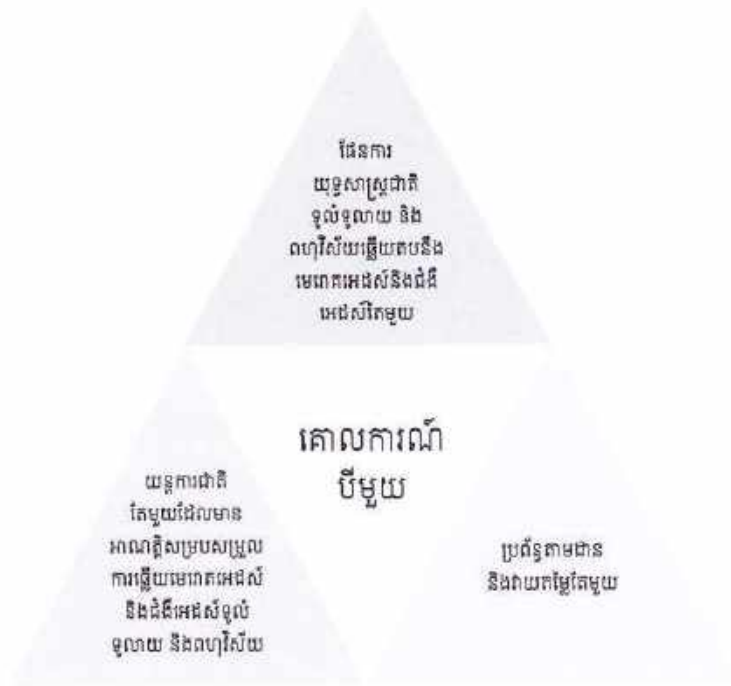 ផែនការ
យុទ្ធសាស្ត្រជាតិ
ទូលំទូលាយ និង
ពហុវិស័យឆ្លើយតបនឹង
មេរោគអេដស៍និងជំងឺ
អេដស៍តែមួយ
គោលការណ៍
បីមួយ
យន្តការជាតិ
តែមួយដែលមាន
អាណត្តិសម្របសម្រួល
ការឆ្លើយមេរោគអេដស៍
និងជំងឺអេដស៍ទូលំ
ទូលាយ និងពហុវិស័យ
ប្រព័ន្ធតាមដាន
និងវាយតម្លៃតែមួយ